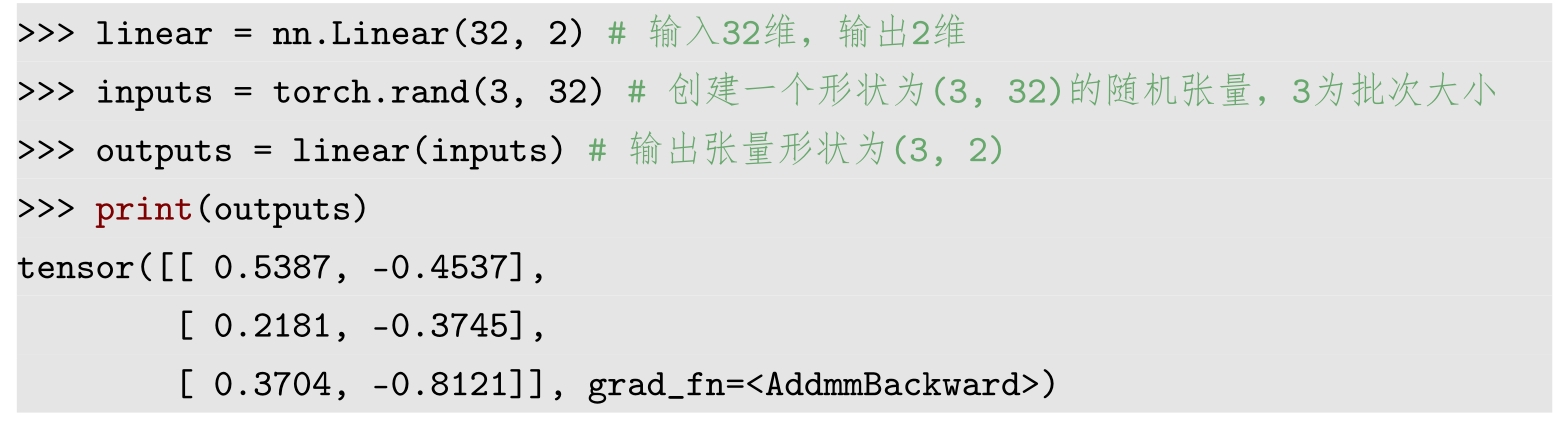 >>> linear = nn.Linear(32, 2) # 输入32维，输出2维
>>> inputs = torch.rand(3, 32) # 创建一个形状为(3, 32)的随机张量，3为批次大小
>>> outputs = linear(inputs) # 输出张量形状为(3, 2)
>>> print(outputs)
tensor([[ 0.5387, -0.4537],
        [ 0.2181, -0.3745],
        [ 0.3704, -0.8121]], grad_fn=<AddmmBackward>)